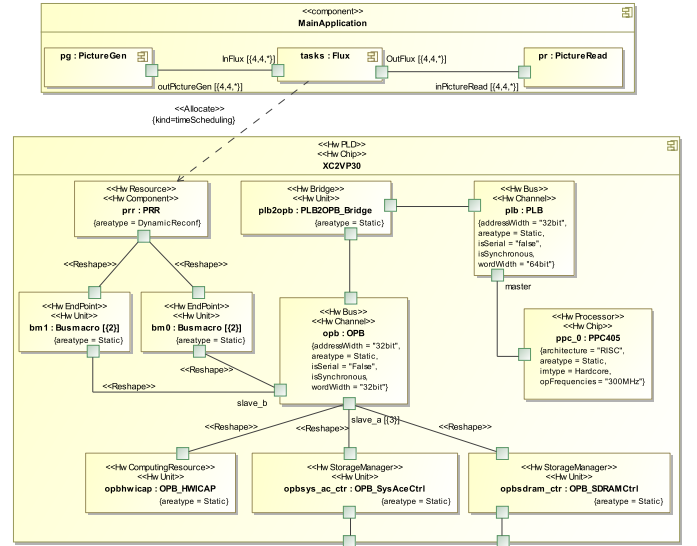 <<component>>
MainApplication
pg : PictureGen
InFlux [{4,4,*}]
tasks : Flux
OutFlux [{4,4,*}]
pr : PictureRead
outPictureGen [{4,4,*}]
inPictureRead [{4,4,*}]
<<Allocate>>
{kind=timeScheduling}
<<Hw PLD>>
<<Hw Chip>>
XC2VP30
<<Hw Resource>>
<<Hw Component>>
prr : PRR
{areatype = DynamicReconf}
<<Hw Bridge>>
<<Hw Unit>>
plb2opb : PLB2OPB_Bridge
{areatype = Static}
<<Hw Bus>>
<<Hw Channel>>
plb : PLB
{addressWidth = "32bit",
areatype = Static,
isSerial = "false",
isSynchronous,
wordWidth = "64bit"}
master
<<Reshape>>
<<Reshape>>
<<Hw EndPoint>>
<<Hw Unit>>
bm1 : Busmacro [{2}]
{areatype = Static}
<<Hw EndPoint>>
<<Hw Unit>>
bm0 : Busmacro [{2}]
{areatype = Static}
<<Hw Bus>>
<<Hw Channel>>
opb : OPB
{addressWidth = "32bit",
areatype = Static,
isSerial = "False",
isSynchronous,
wordWidth = "32bit"}
<<Hw Processor>>
<<Hw Chip>>
ppc_0 : PPC405
{architecture = "RISC",
areatype = Static,
imtype = Hardcore,
opFrequencies = "300MHz"}
<<Reshape>>
<<Reshape>>
slave_b
slave_a [{3}]
<<Reshape>>
<<Reshape>>
<<Reshape>>
<<Hw ComputingResource>>
<<Hw Unit>>
opbhwicap : OPB_HWICAP
{areatype = Static}
<<Hw StorageManager>>
<<Hw Unit>>
opbsys_ac_ctr : OPB_SysAceCtrl
{areatype = Static}
<<Hw StorageManager>>
<<Hw Unit>>
opbsdram_ctr : OPB_SDRAMCtrl
{areatype = Static}